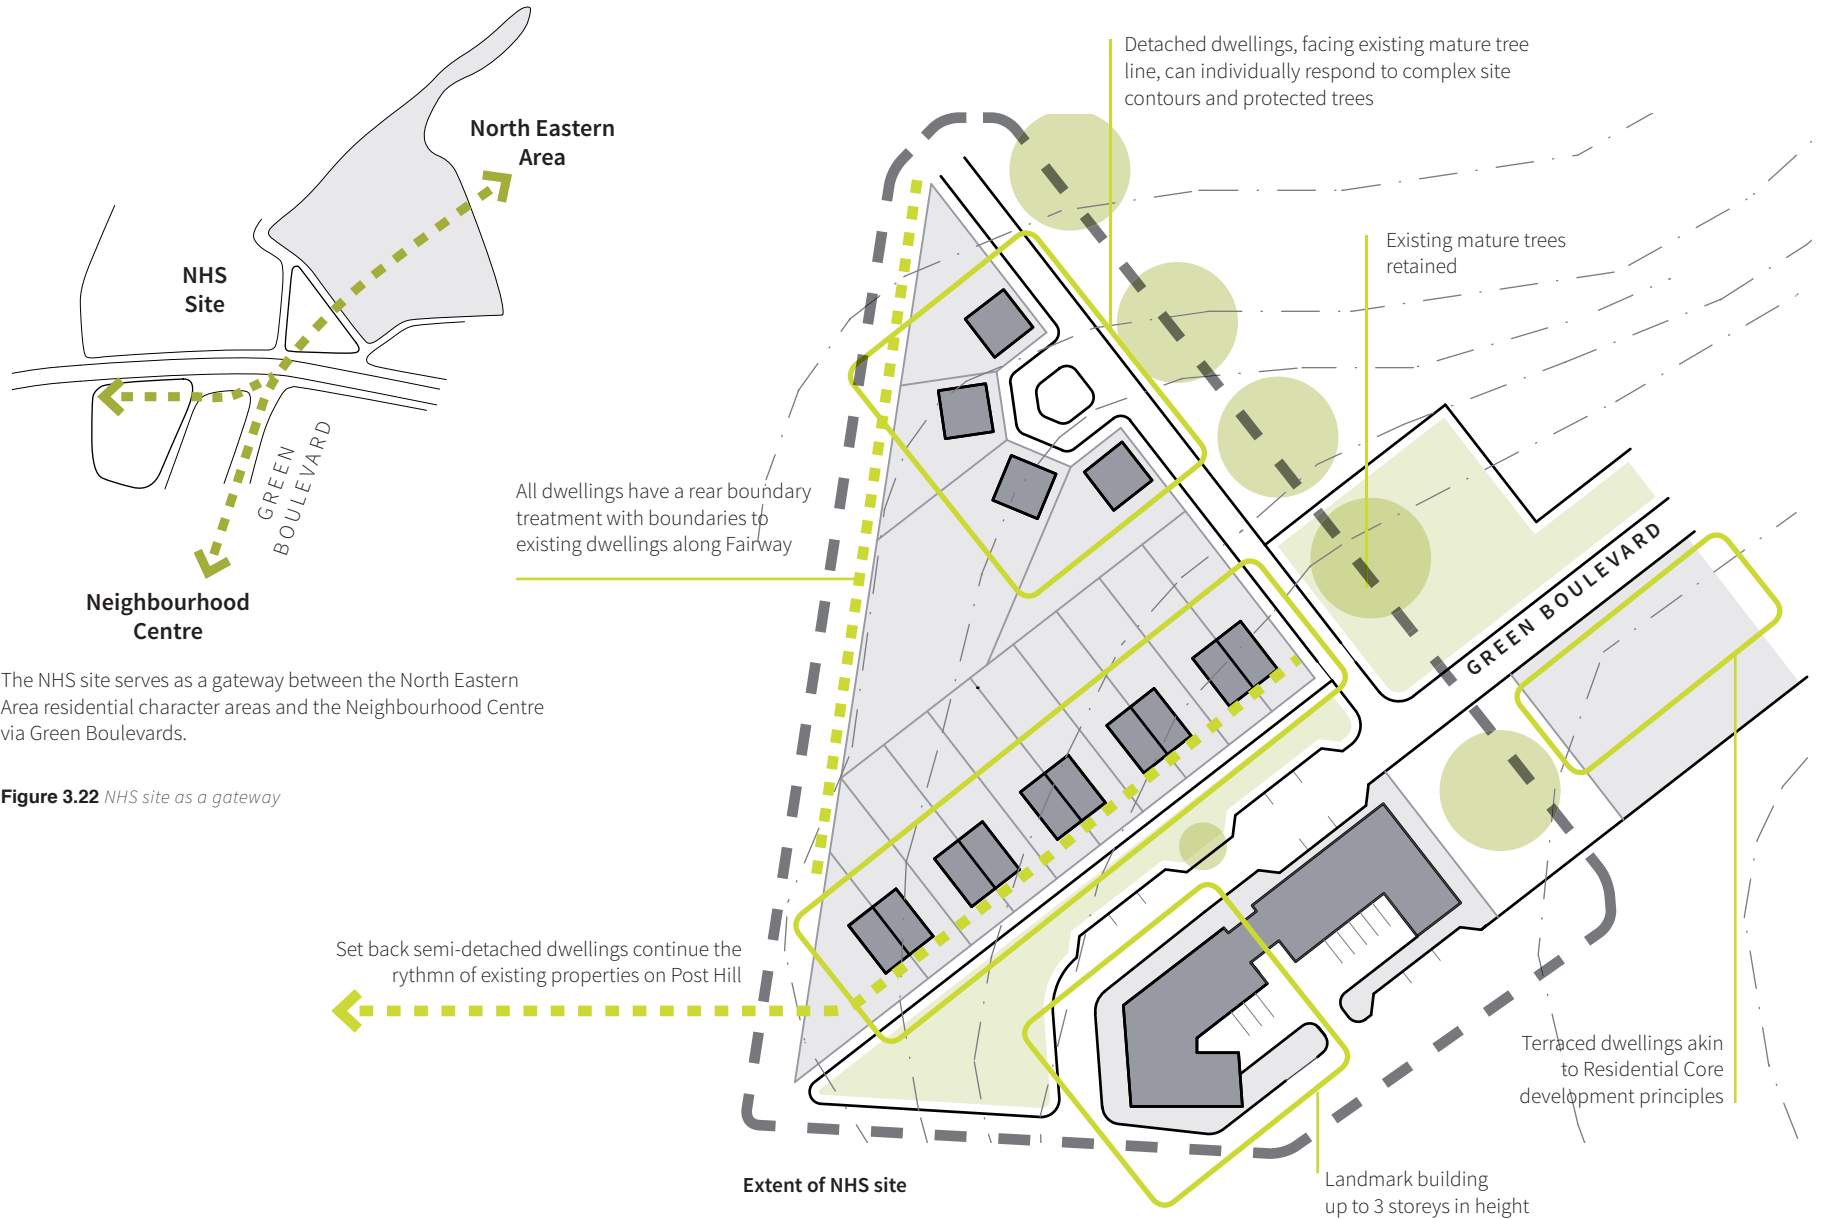 North Eastern
Area
NHS
Site
GREEN
BOULEVARD
Neighbourhood
Centre
The NHS site serves as a gateway between the North Eastern
Area residential character areas and the Neighbourhood Centre
via Green Boulevards.
Figure 3.22 NHS site as a gateway
Detached dwellings, facing existing mature tree
line, can individually respond to complex site
contours and protected trees
Existing mature trees
retained
All dwellings have a rear boundary
treatment with boundaries to
existing dwellings along Fairway
GREEN BOULEVARD
Set back semi-detached dwellings continue the
rythmn of existing properties on Post Hill
Terraced dwellings akin
to Residential Core
development principles
Extent of NHS site
Landmark building
up to 3 storeys in height